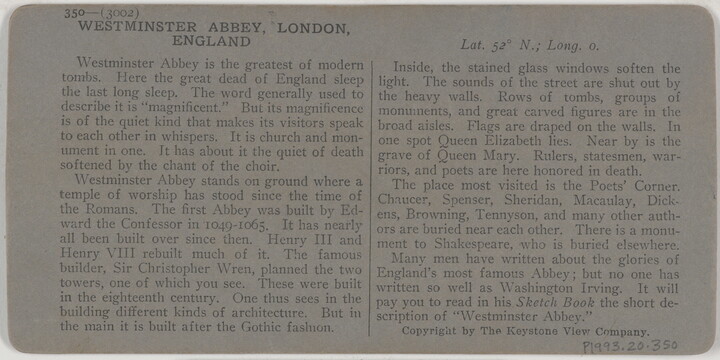 350—(3002)
WESTMINSTER ABBEY, LONDON,
ENGLAND
Westminster Abbey is the greatest of modern
tombs. Here the great dead of England sleep
the last long sleep. The word generally used to
describe it is "magnificent." But its magnificence
is of the quiet kind that makes its visitors speak
to each other in whispers. It is church and mon-
ument in one. It has about it the quiet of death
softened by the chant of the choir.
Westminster Abbey stands on ground where a
temple of worship has stood since the time of
the Romans. The first Abbey was built by Ed-
ward the Confessor in 1049-1065. It has nearly
all been built over since then. Henry III and
Henry VIII rebuilt much of it. The famous
builder, Sir Christopher Wren, planned the two
towers, one of which you see. These were built
in the eighteenth century. One thus sees in the
building different kinds of architecture. But in
the main it is built after the Gothic fashion.
Lat. 52° N.; Long. 0.
Inside, the stained glass windows soften the
light. The sounds of the street are shut out by
the heavy walls. Rows of tombs, groups of
monuments, and great carved figures are in the
broad aisles. Flags are draped on the walls. In
one spot Queen Elizabeth lies. Near by is the
grave of Queen Mary. Rulers, statesmen, war-
riors, and poets are here honored in death.
The place most visited is the Poets' Corner.
Chaucer, Spenser, Sheridan, Macaulay, Dick-
ens, Browning, Tennyson, and many other auth-
ors are buried near each other. There is a monu-
ment to Shakespeare, who is buried elsewhere.
Many men have written about the glories of
England's most famous Abbey; but no one has
written so well as Washington Irving. It will
pay you to read in his Sketch Book the short de-
scription of "Westminster Abbey."
Copyright by The Keystone View Company.
P1993.20.350